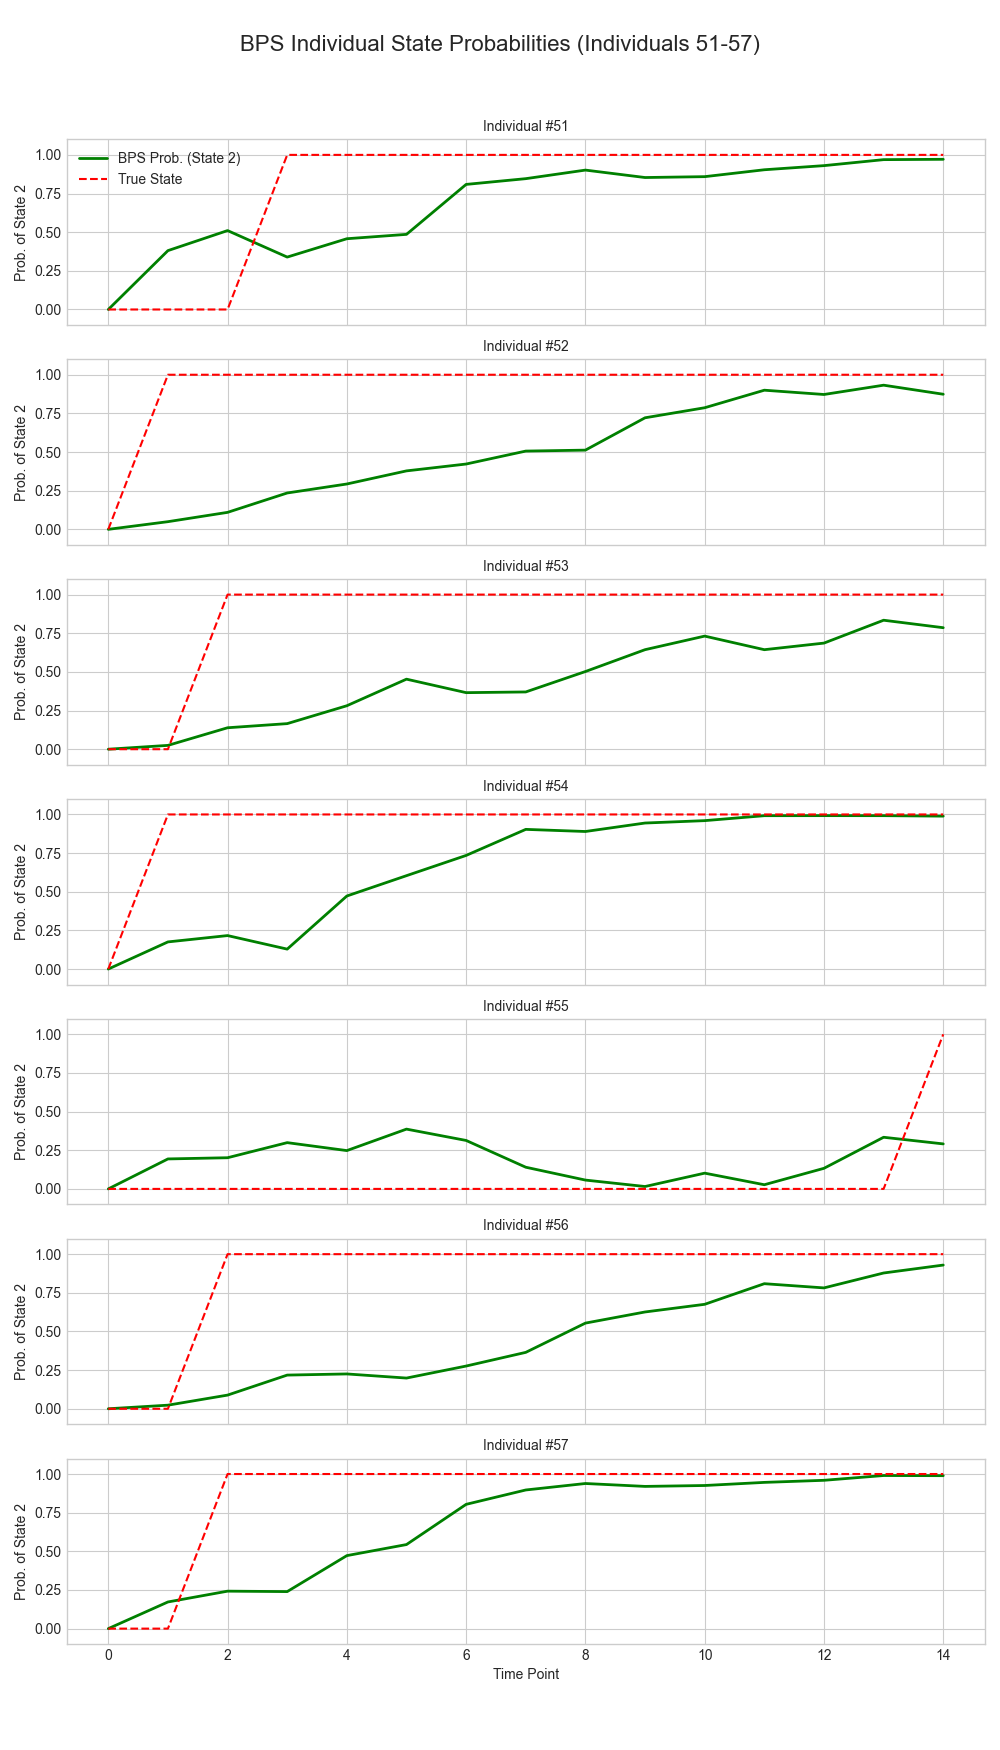 BPS Individual State Probabilities (Individuals 51-57)
Individual #51
BPS Prob. (State 2)
True State
Prob. of State 2
1.00
0.75
0.50
0.25
0.00
Individual #52
Prob. of State 2
1.00
0.75
0.50
0.25
0.00
Individual #53
Prob. of State 2
1.00
0.75
0.50
0.25
0.00
Individual #54
Prob. of State 2
1.00
0.75
0.50
0.25
0.00
Individual #55
Prob. of State 2
1.00
0.75
0.50
0.25
0.00
Individual #56
Prob. of State 2
1.00
0.75
0.50
0.25
0.00
Individual #57
Prob. of State 2
1.00
0.75
0.50
0.25
0.00
0 2 4 6 8 10 12 14
Time Point